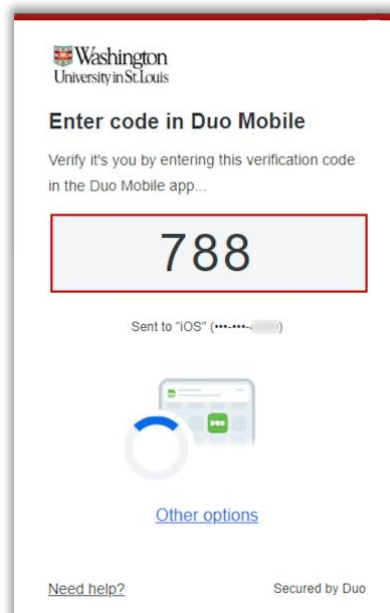 Washington
University in St. Louis
Enter code in Duo Mobile
Verify it's you by entering this verification code
in the Duo Mobile app...
788
Sent to "iOS" (•••-•••-)
DUO
Other options
Need help?
Secured by Duo